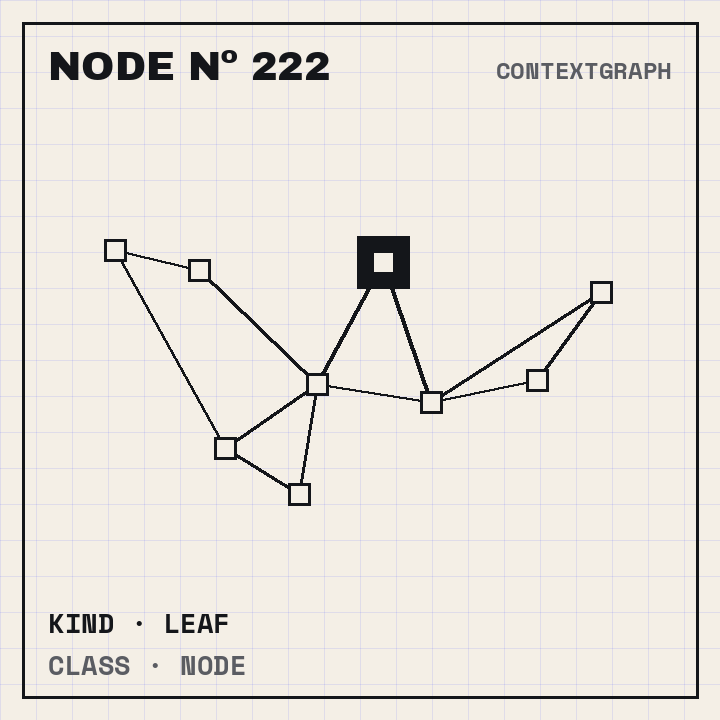 NODE Nº 222
CONTEXTGRAPH
KIND · LEAF
CLASS · NODE